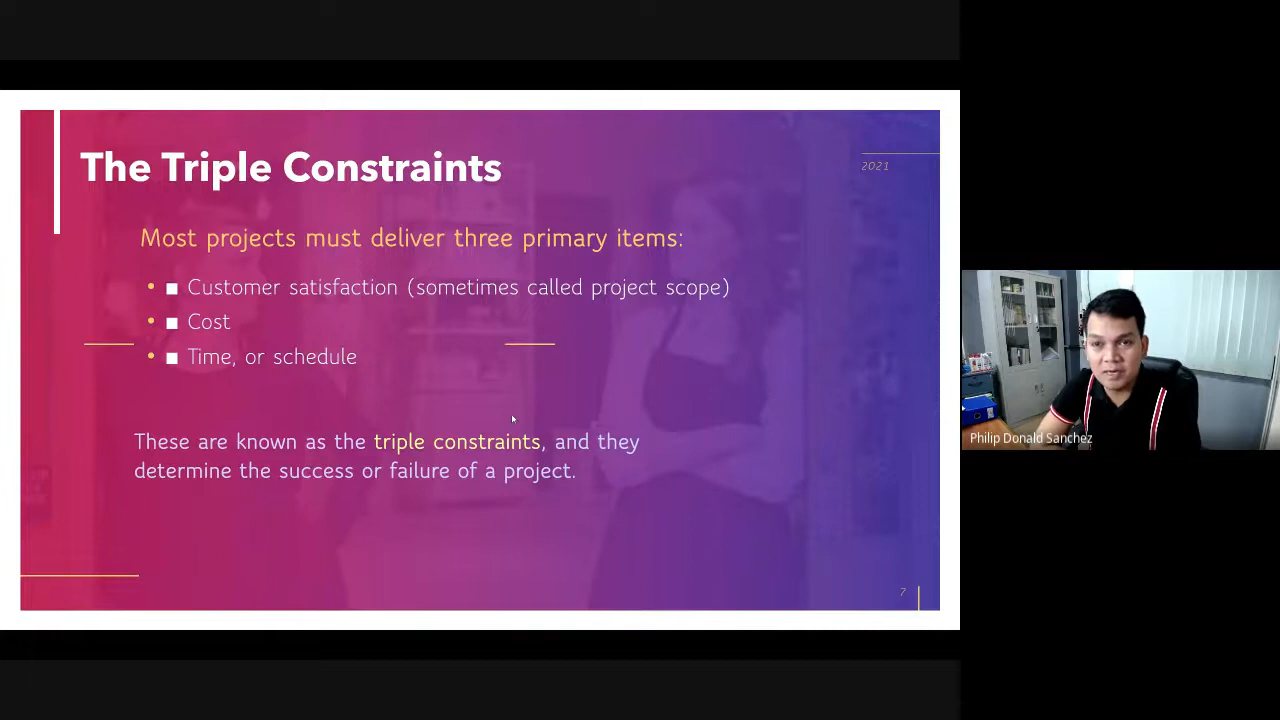 The Triple Constraints
2021
Most projects must deliver three primary items:
• ■ Customer satisfaction (sometimes called project scope)
• ■ Cost
• ■ Time, or schedule
These are known as the triple constraints, and they
determine the success or failure of a project.
7
Philip Donald Sanchez